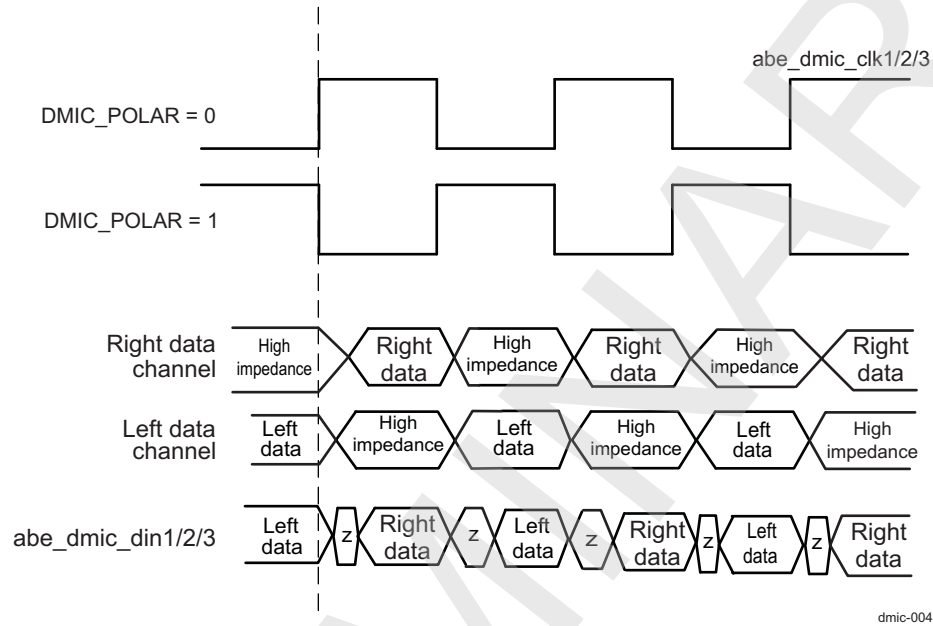 abe_dmic_clk1/2/3
DMIC_POLAR = 0
DMIC_POLAR = 1
Right data
channel
High
impedance
Right
data
High
impedance
Right
data
High
impedance
Right
data
Left data
channel
Left
data
High
impedance
Left
data
High
impedance
Left
data
High
impedance
abe_dmic_din1/2/3
Left
data
z
Right
data
z
Left
data
z
Right
data
z
Left
data
z
Right
data
dmic-004
MINAR